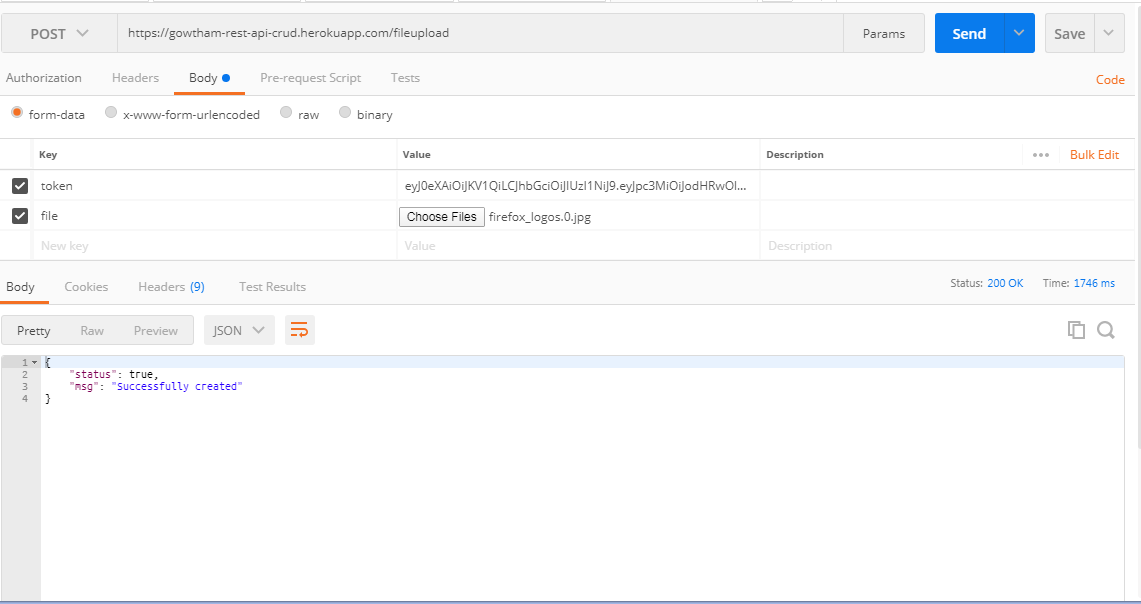 POST https://gowtham-rest-api-crud.herokuapp.com/fileupload Params Send Save
Authorization Headers Body Pre-request Script Tests Code
form-data x-www-form-urlencoded raw binary
Key Value Description ••• Bulk Edit
token eyJ0eXAiOiJKV1QiLCJhbGciOiJIUzI1NiJ9.eyJpc3MiOiJodHRwOl...
file Choose Files firefox_logos.0.jpg
New key Value Description
Body Cookies Headers (9) Test Results Status: 200 OK Time: 1746 ms
Pretty Raw Preview JSON
1 {
2 "status": true,
3 "msg": "Successfully created"
4 }